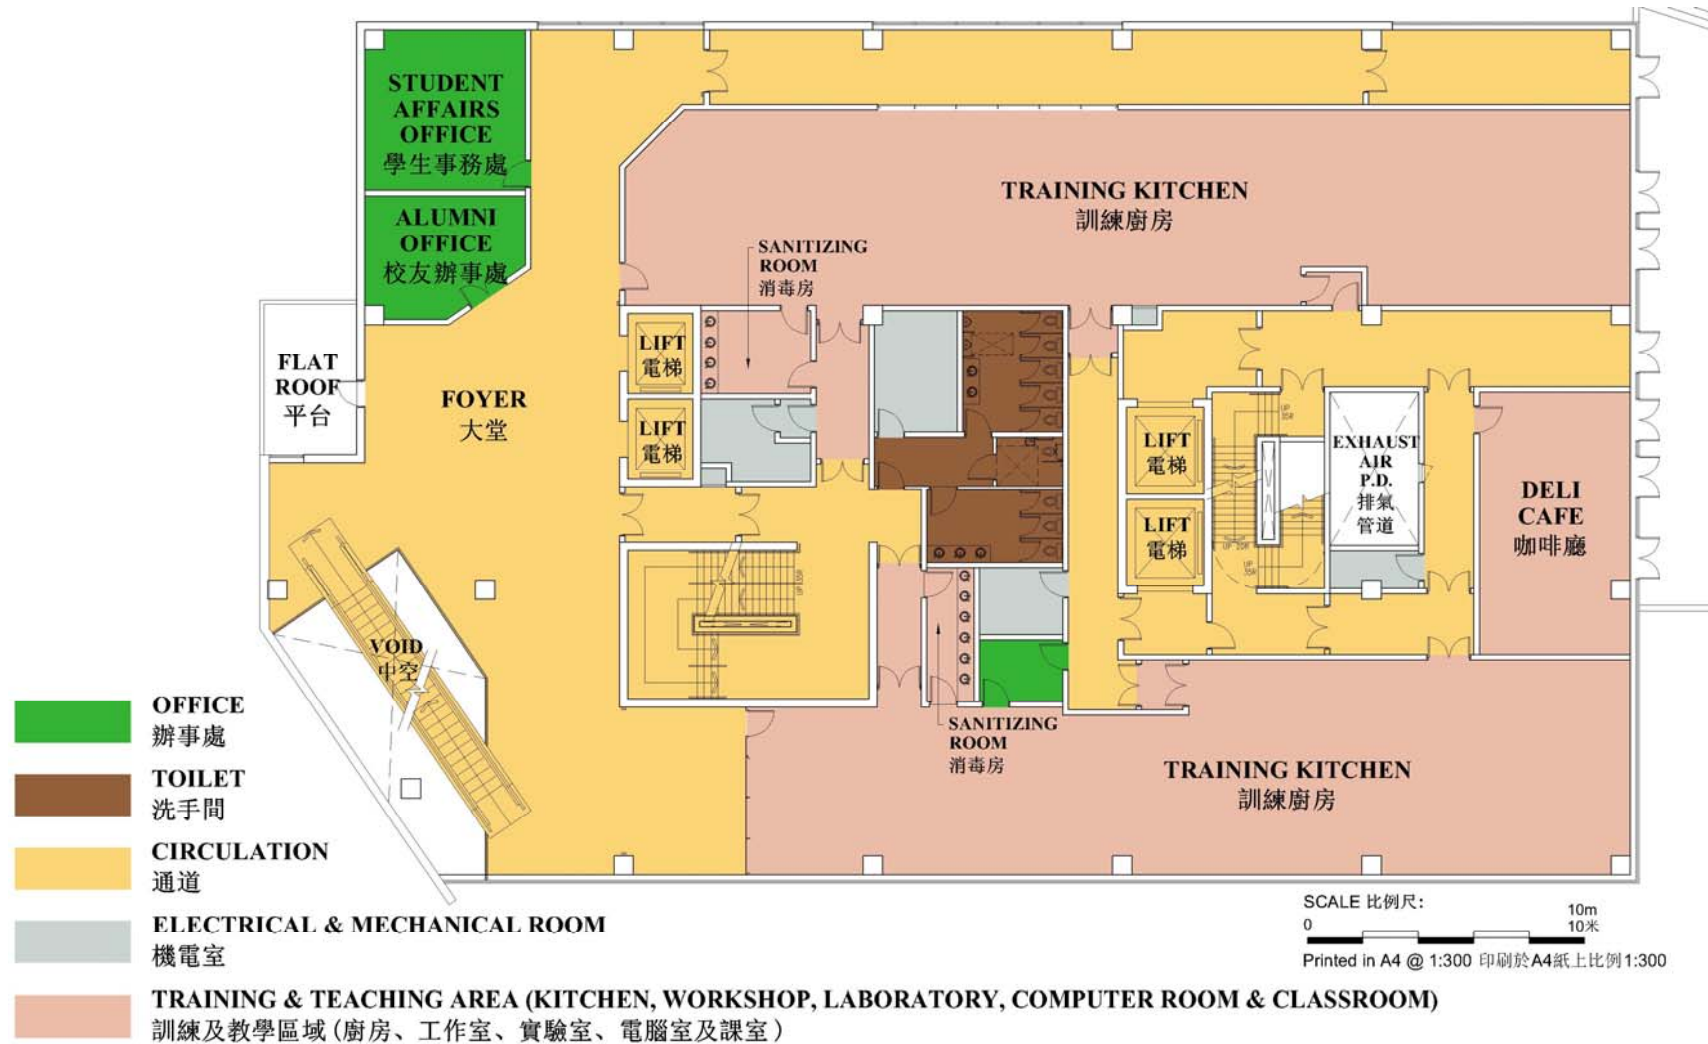 STUDENT
AFFAIRS
OFFICE
學生事務處
ALUMNI
OFFICE
校友辦事處
TRAINING KITCHEN
訓練廚房
SANITIZING
ROOM
消毒房
FLAT
ROOF
平台
FOYER
大堂
LIFT
電梯
LIFT
電梯
LIFT
電梯
LIFT
電梯
EXHAUST
AIR
P.D.
排氣
管道
DELI
CAFE
咖啡廳
VOID
中空
SANITIZING
ROOM
消毒房
TRAINING KITCHEN
訓練廚房
OFFICE
辦事處
TOILET
洗手間
CIRCULATION
通道
ELECTRICAL & MECHANICAL ROOM
機電室
TRAINING & TEACHING AREA (KITCHEN, WORKSHOP, LABORATORY, COMPUTER ROOM & CLASSROOM)
訓練及教學區域(廚房、工作室、實驗室、電腦室及課室)
SCALE 比例尺:
0 10m
10米
Printed in A4 @ 1:300 印刷於A4紙上比例1:300